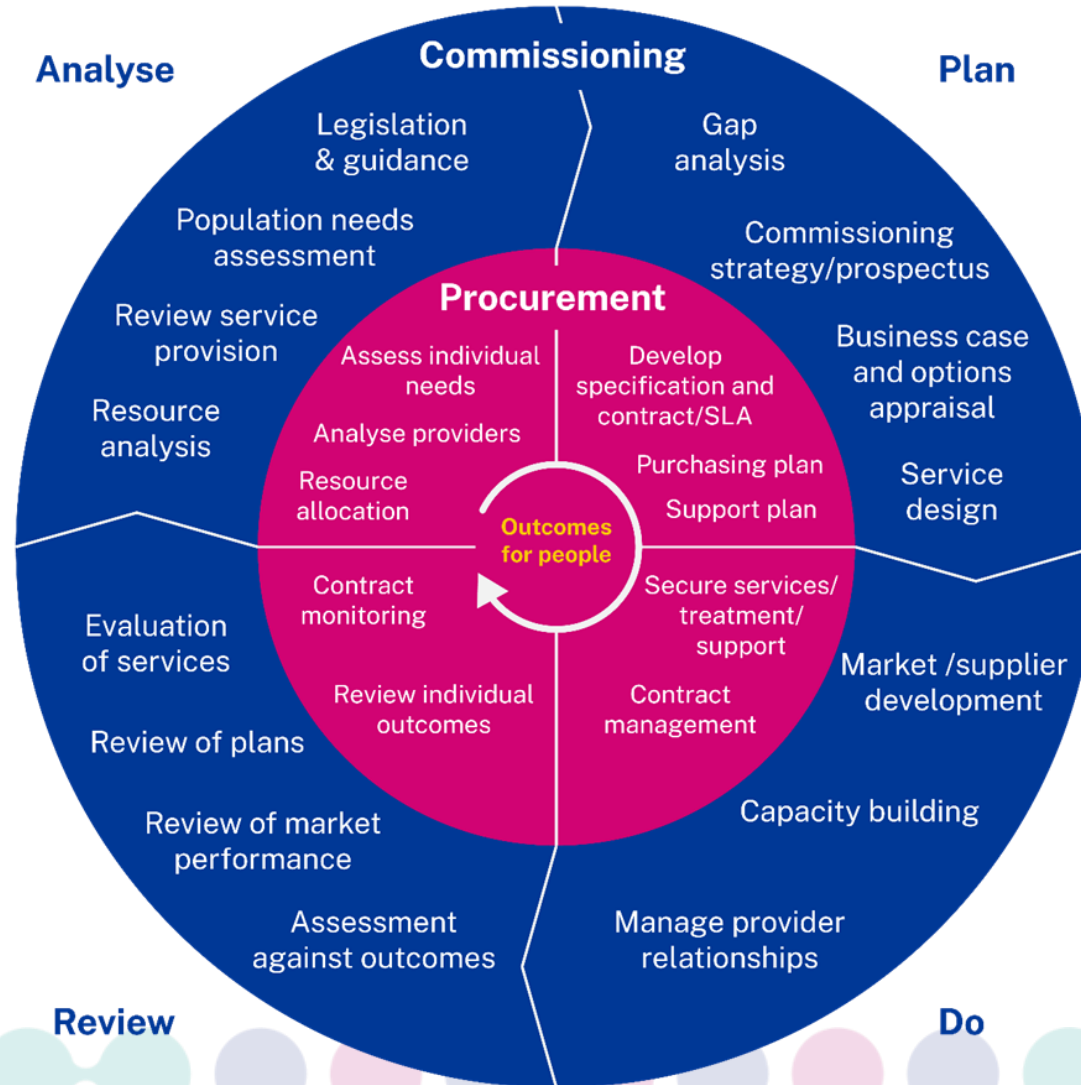 Analyse
Commissioning
Plan
Legislation
& guidance
Population needs
assessment
Review service
provision
Resource
analysis
Gap
analysis
Commissioning
strategy/prospectus
Business case
and options
appraisal
Service
design
Procurement
Assess individual
needs
Analyse providers
Resource
allocation
Develop
specification and
contract/SLA
Purchasing plan
Support plan
Outcomes
for people
Contract
monitoring
Review individual
outcomes
Secure services/
treatment/
support
Contract
management
Evaluation
of services
Review of plans
Review of market
performance
Assessment
against outcomes
Market /supplier
development
Capacity building
Manage provider
relationships
Review
Do